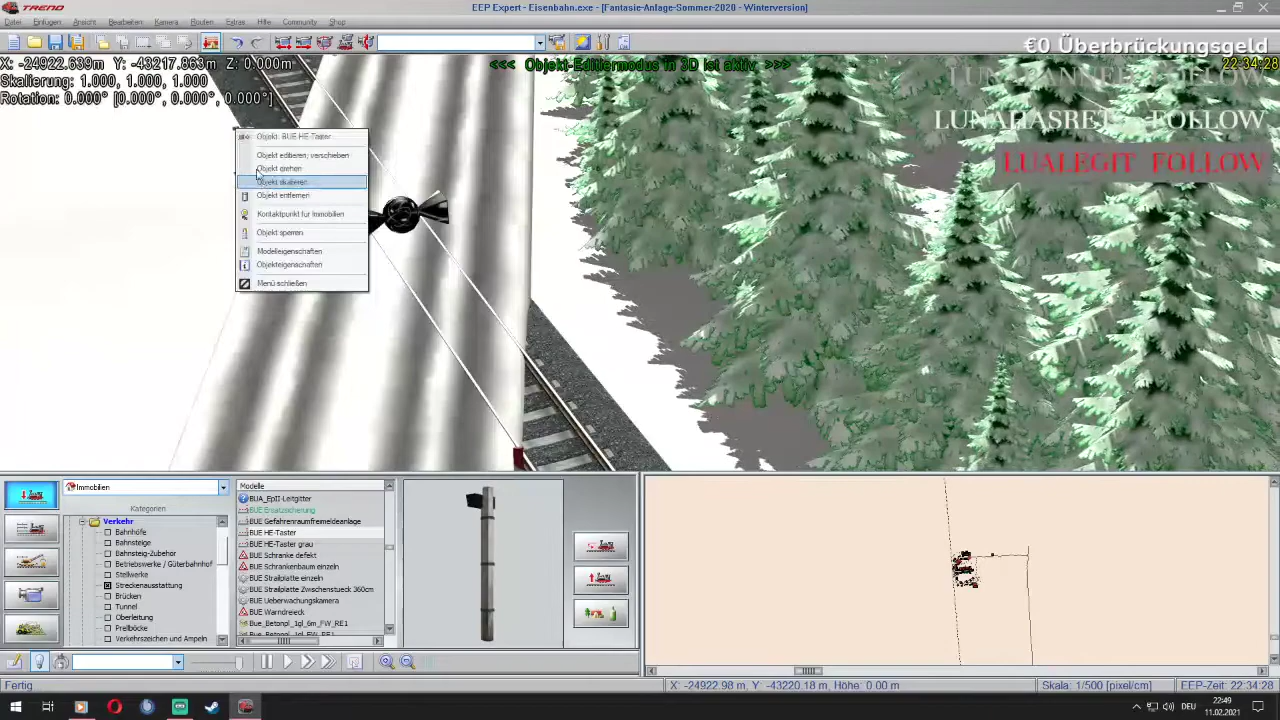 TREND
EEP Expert - Eisenbahn.exe - [Fantasie-Anlage-Sommer-2020 - Winterversion]
Datei Einfügen Ansicht Bearbeiten Kamera Routen Extras Hilfe Community Shop
€0 Überbrückungsgeld
X: -24922.639m Y: -43217.863m Z: 0.000m
<<< Objekt-Editiermodus in 3D ist aktiv >>>
22:34:28
Skalierung: 1.000, 1.000, 1.000
Rotation: 0.000° [0.000°, 0.000°, 0.000°]
FOLLOW
LUNAHASRET FOLLOW
LUALEGIT FOLLOW
Objekt: BUE HE-Taster
Objekt editieren; verschieben
Objekt drehen
Objekt skalieren
Objekt entfernen
Kontaktpunkt für Immobilien
Objekt sperren
Modelleigenschaften
Objekteigenschaften
Menü schließen
Immobilien
Kategorien
Verkehr
Bahnhöfe
Bahnsteige
Bahnsteig-Zubehör
Betriebswerke / Güterbahnhof
Stellwerke
Streckenausstattung
Brücken
Tunnel
Oberleitung
Prellböcke
Verkehrszeichen und Ampeln
Modelle
BUA_EpII-Leitgitter
BUE Ersatzsicherung
BUE Gefahrenraumfreimeldeanlage
BUE HE-Taster
BUE HE-Taster grau
BUE Schranke defekt
BUE Schrankenbaum einzeln
BUE Strailplatte einzeln
BUE Strailplatte Zwischenstueck 360cm
BUE Ueberwachungskamera
BUE Warndreieck
Bue_Betonpl_1gl_6m_FW_RE1
Fertig
X: -24922.98 m, Y: -43220.18 m, Höhe: 0.00 m
Skala: 1/500 [pixel/cm]
EEP-Zeit: 22:34:28
DEU
22:49
11.02.2021